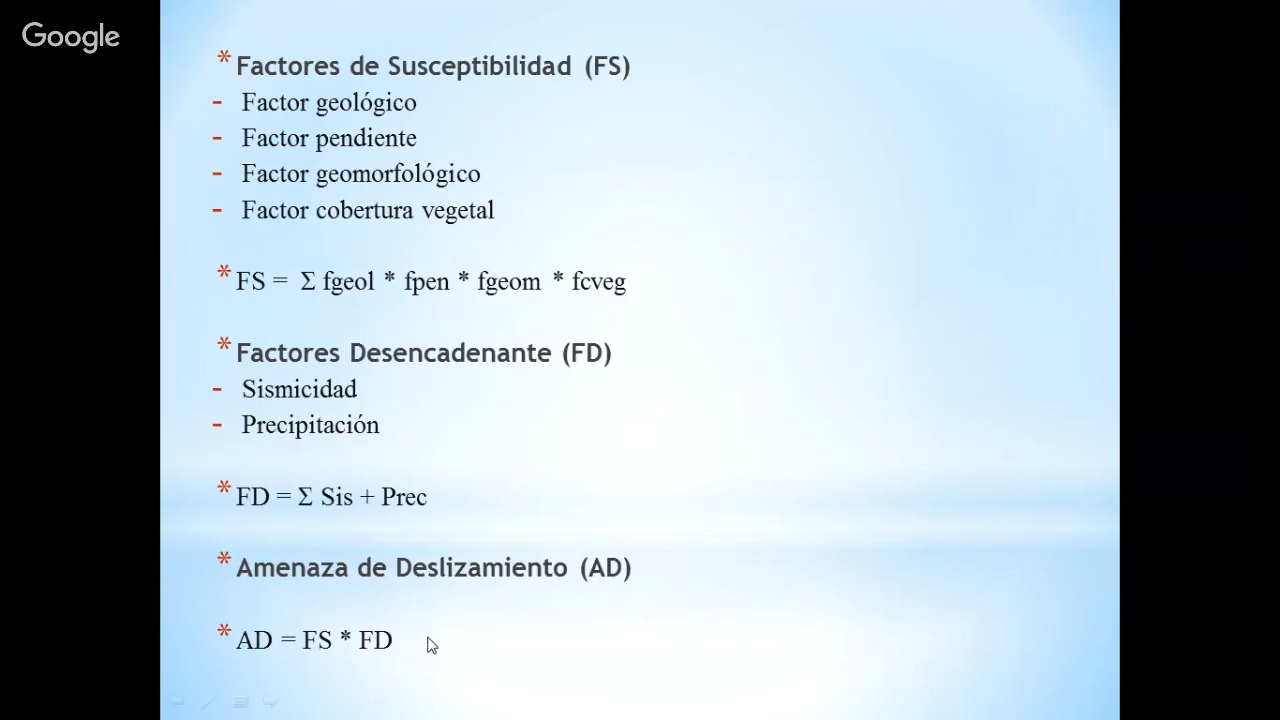 Google
* Factores de Susceptibilidad (FS)
- Factor geológico
- Factor pendiente
- Factor geomorfológico
- Factor cobertura vegetal
* FS = Σ fgeol * fpen * fgeom * fcveg
* Factores Desencadenante (FD)
- Sismicidad
- Precipitación
* FD = Σ Sis + Prec
* Amenaza de Deslizamiento (AD)
* AD = FS * FD